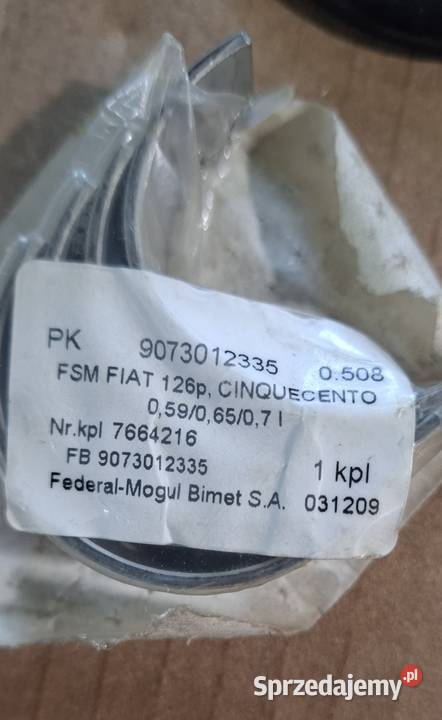 PK 9073012335 0.508
FSM FIAT 126p, CINQUECENTO
0,59/0,65/0,7 l
Nr.kpl 7664216
FB 9073012335 1 kpl
Federal-Mogul Bimet S.A. 031209
Sprzedajemy.pl